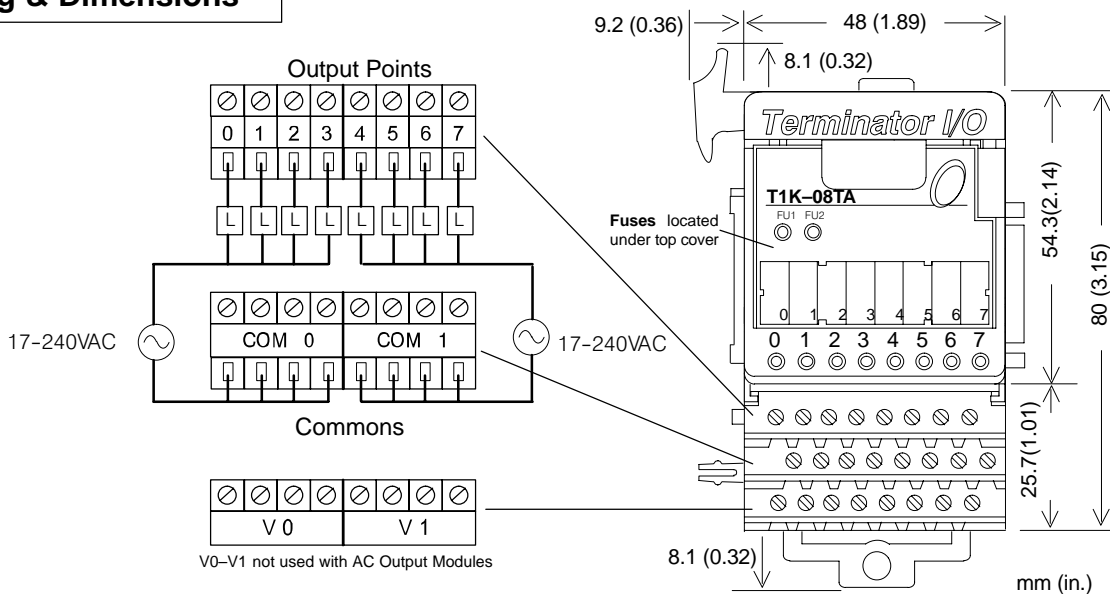 g & Dimensions
9.2 (0.36)
48 (1.89)
8.1 (0.32)
Output Points
0 1 2 3 4 5 6 7
L L L L L L L L
17-240VAC
COM 0 COM 1
17-240VAC
Commons
V 0 V 1
V0–V1 not used with AC Output Modules
Terminator I/O
T1K–08TA
FU1 FU2
Fuses located
under top cover
0 1 2 3 4 5 6 7
0 1 2 3 4 5 6 7
54.3(2.14)
80 (3.15)
25.7(1.01)
8.1 (0.32)
mm (in.)